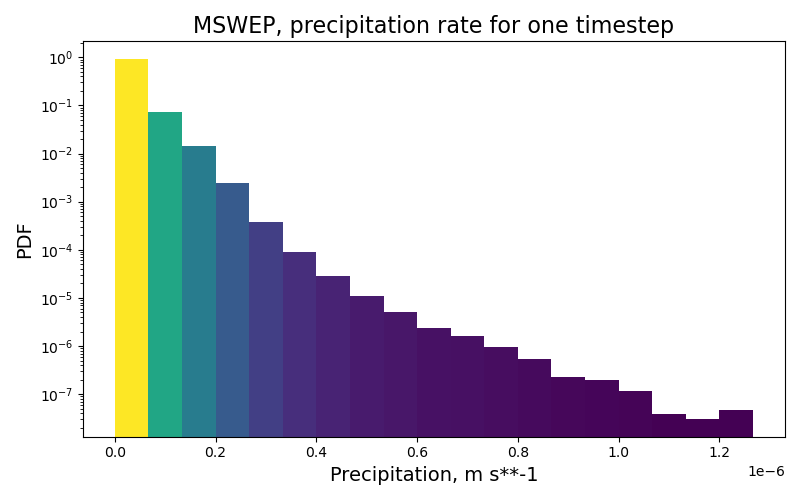 MSWEP, precipitation rate for one timestep
PDF
10⁰
10⁻¹
10⁻²
10⁻³
10⁻⁴
10⁻⁵
10⁻⁶
10⁻⁷
0.0 0.2 0.4 0.6 0.8 1.0 1.2
1e−6
Precipitation, m s**-1